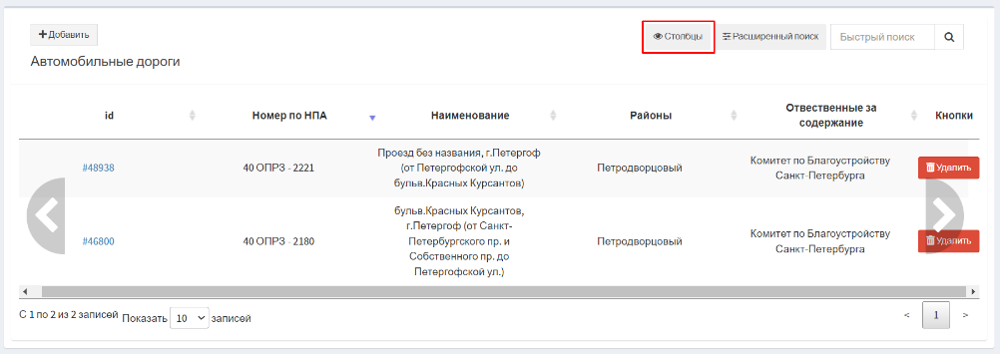 Добавить
Столбцы
Расширенный поиск
Быстрый поиск
Автомобильные дороги
id
Номер по НПА
Наименование
Районы
Отвественные за
содержание
Кнопки
#48938
40 ОПРЗ - 2221
Проезд без названия, г.Петергоф
(от Петергофской ул. до
бульв.Красных Курсантов)
Петродворцовый
Комитет по Благоустройству
Санкт-Петербурга
Удалить
#46800
40 ОПРЗ - 2180
бульв.Красных Курсантов,
г.Петергоф (от Санкт-
Петербургского пр. и
Собственного пр. до
Петергофской ул.)
Петродворцовый
Комитет по Благоустройству
Санкт-Петербурга
Удалить
С 1 по 2 из 2 записей
Показать 10 записей
< 1 >